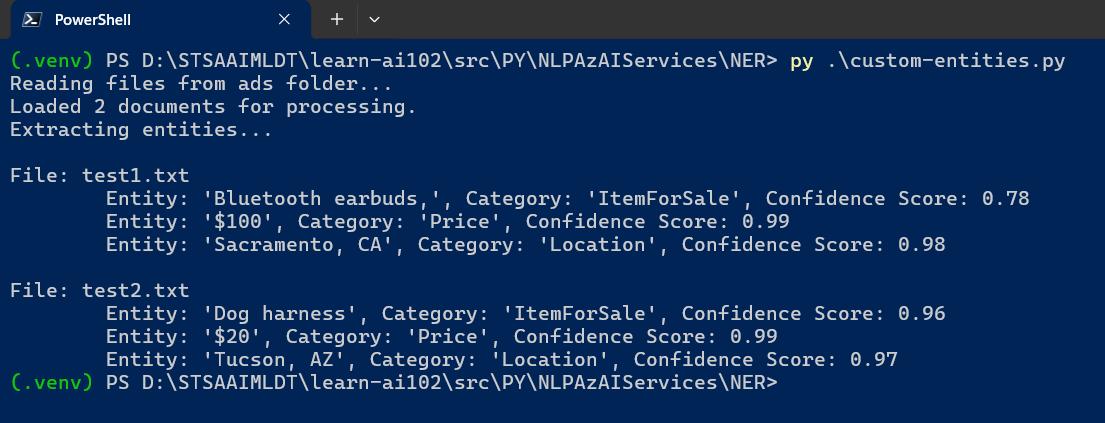 PowerShell
(.venv) PS D:\STSAAIMLDT\learn-ai102\src\PY\NLPAzAIServices\NER> py .\custom-entities.py
Reading files from ads folder...
Loaded 2 documents for processing.
Extracting entities...
File: test1.txt
Entity: 'Bluetooth earbuds,', Category: 'ItemForSale', Confidence Score: 0.78
Entity: '$100', Category: 'Price', Confidence Score: 0.99
Entity: 'Sacramento, CA', Category: 'Location', Confidence Score: 0.98
File: test2.txt
Entity: 'Dog harness', Category: 'ItemForSale', Confidence Score: 0.96
Entity: '$20', Category: 'Price', Confidence Score: 0.99
Entity: 'Tucson, AZ', Category: 'Location', Confidence Score: 0.97
(.venv) PS D:\STSAAIMLDT\learn-ai102\src\PY\NLPAzAIServices\NER>